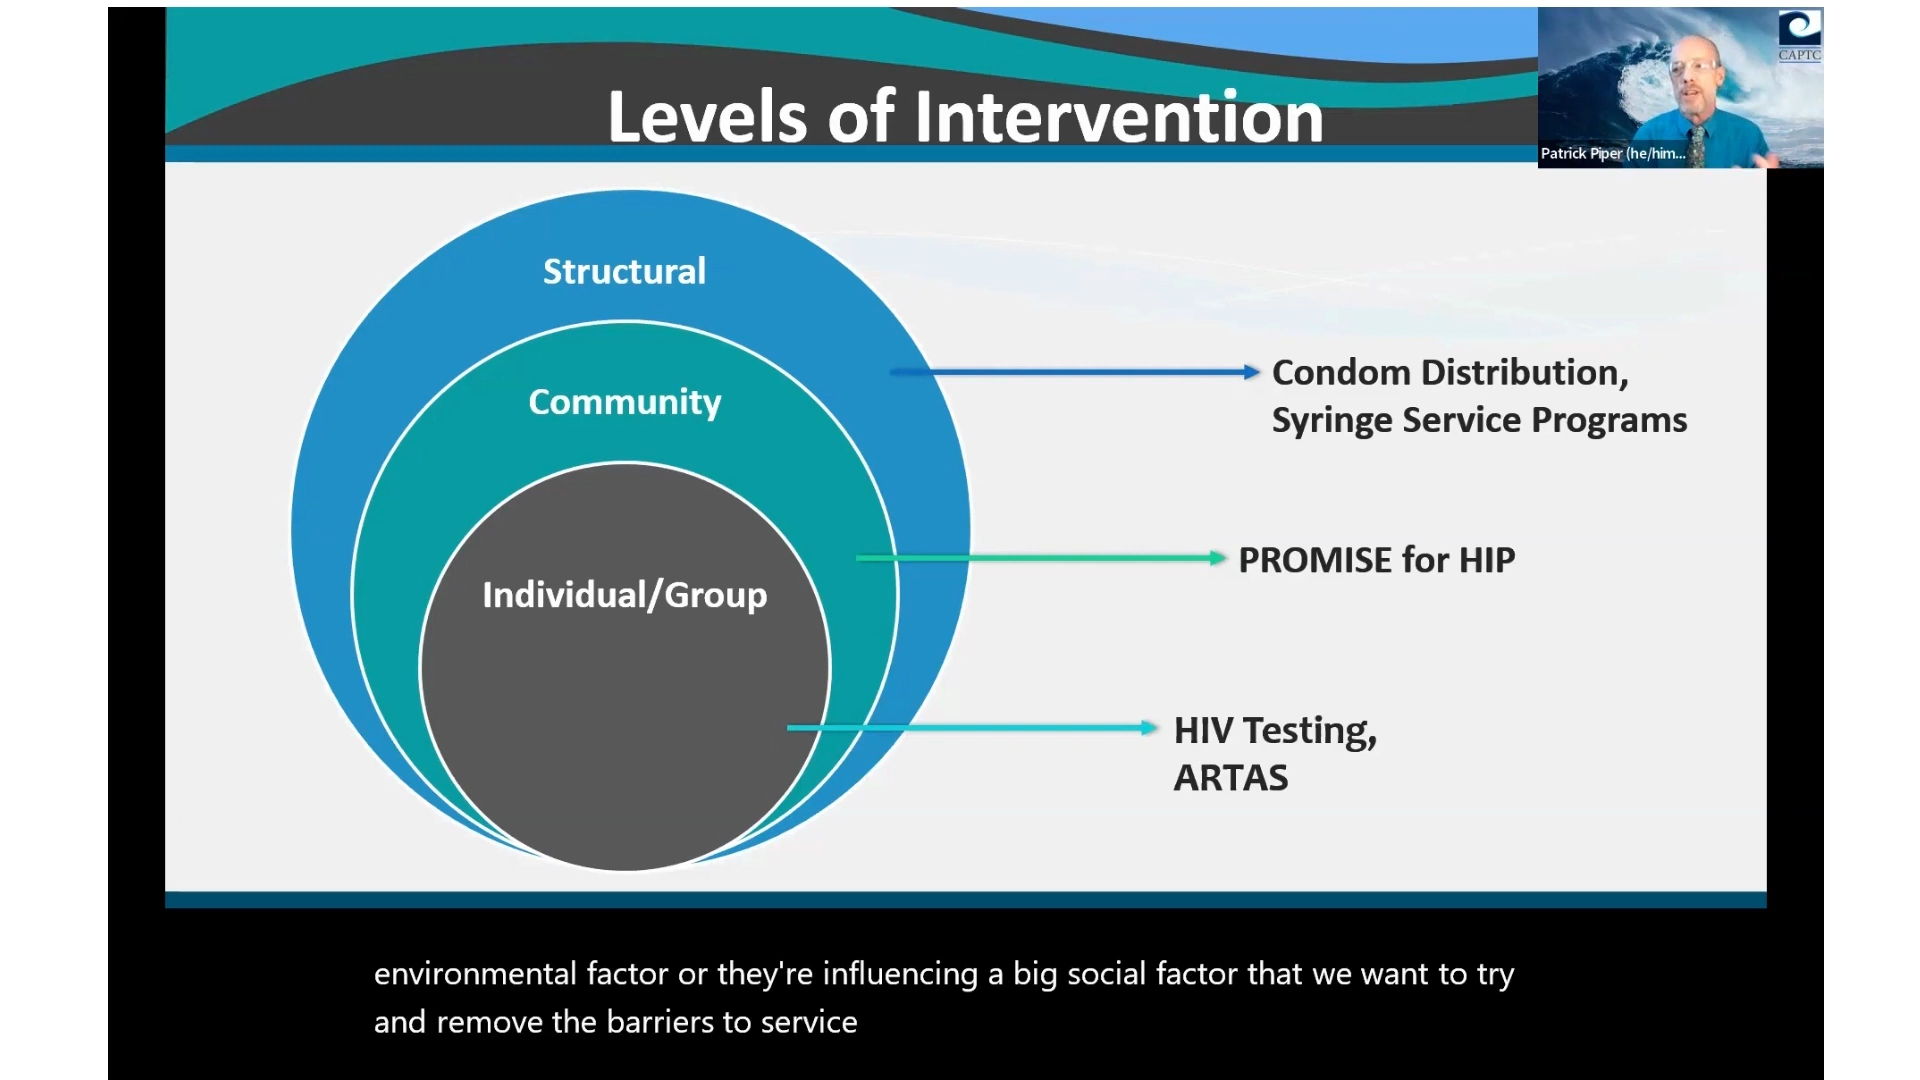 Levels of Intervention
CAPTC
Patrick Piper (he/him...
Structural
Community
Individual/Group
Condom Distribution,
Syringe Service Programs
PROMISE for HIP
HIV Testing,
ARTAS
environmental factor or they're influencing a big social factor that we want to try
and remove the barriers to service